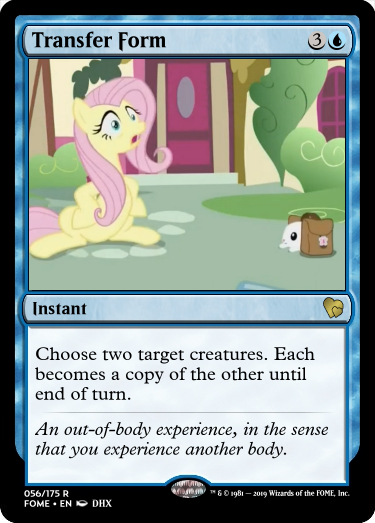 Transfer Form 3
Instant
Choose two target creatures. Each
becomes a copy of the other until
end of turn.
An out-of-body experience, in the sense
that you experience another body.
056/175 R
FOME • EN DHX
™ & © 1981 — 2019 Wizards of the FOME, Inc.